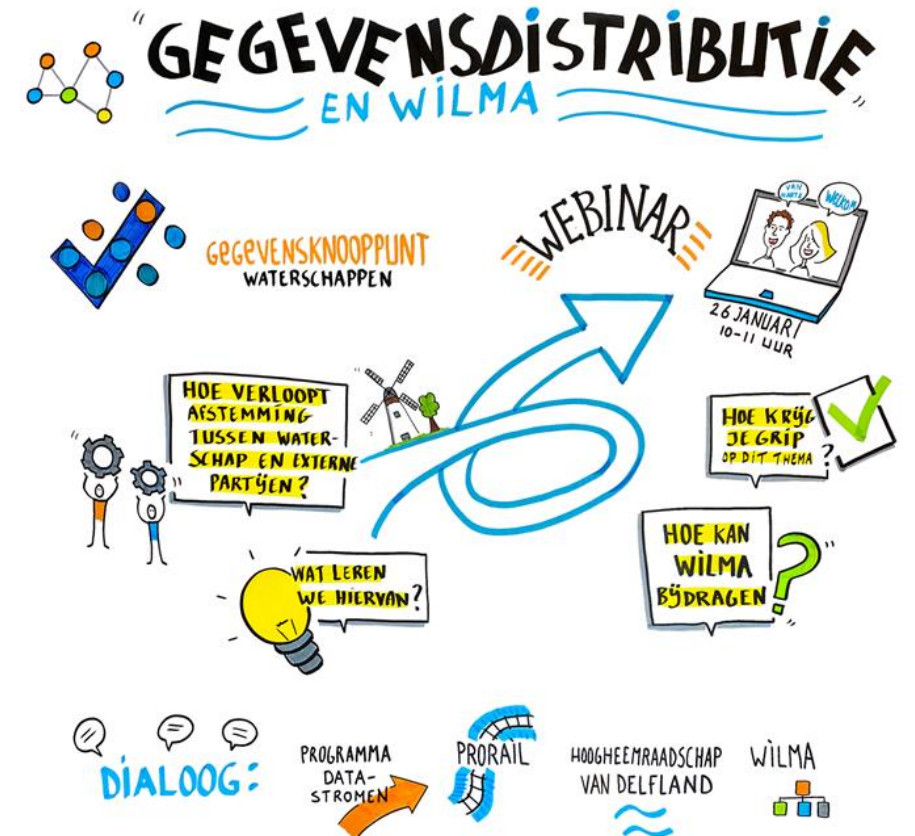 "GEGEVENSDISTRIBUTIE"
EN WILMA
GEGEVENSKNOOPPUNT
WATERSCHAPPEN
WEBINAR
VAN HARTE
WELKOM
26 JANUARI
10-11 UUR
HOE VERLOOPT
AFSTEMMING
TUSSEN WATER-
SCHAP EN EXTERNE
PARTIJEN?
HOE KRIJG
JE GRIP
OP DIT THEMA?
WAT LEREN
WE HIERVAN?
HOE KAN
WILMA
BIJDRAGEN?
DIALOOG:
PROGRAMMA
DATA-
STROMEN
PRORAIL
HOOGHEEMRAADSCHAP
VAN DELFLAND
WILMA